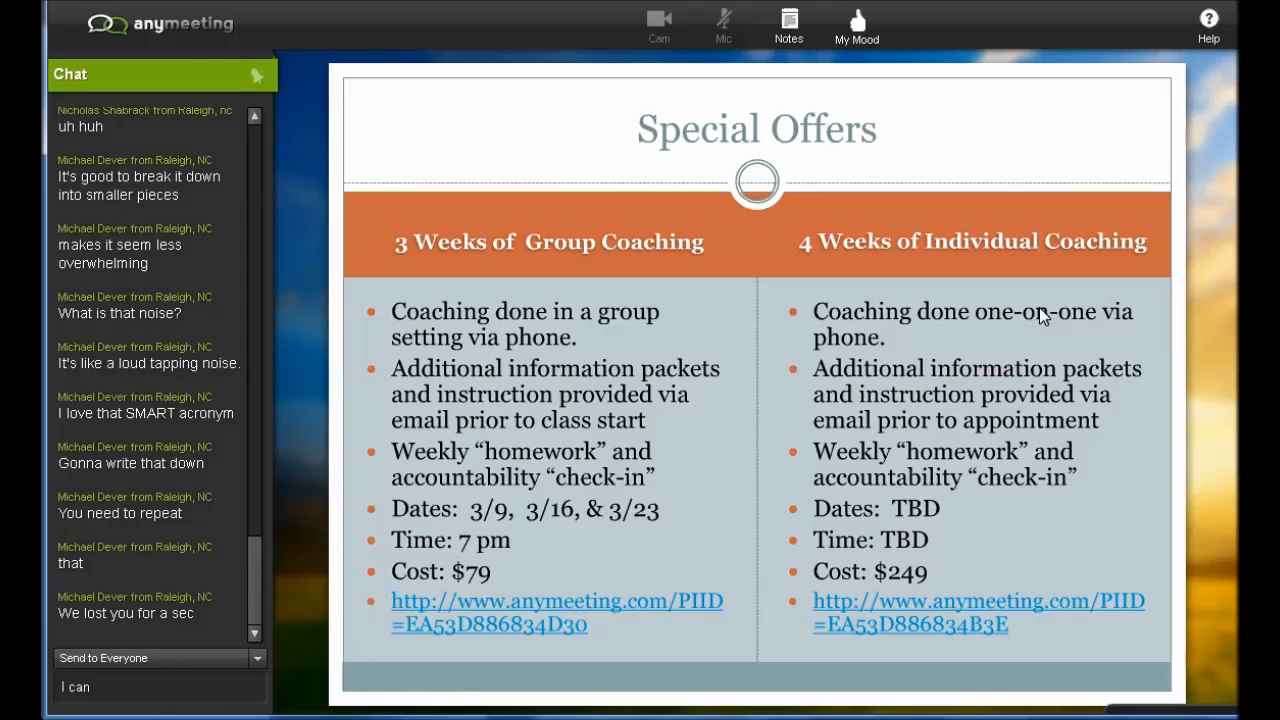 anymeeting
Cam
Mic
Notes
My Mood
Help
Chat
Nicholas Shabrack from Raleigh, nc
uh huh
Michael Dever from Raleigh, NC
It's good to break it down
into smaller pieces
Michael Dever from Raleigh, NC
makes it seem less
overwhelming
Michael Dever from Raleigh, NC
What is that noise?
Michael Dever from Raleigh, NC
It's like a loud tapping noise.
Michael Dever from Raleigh, NC
I love that SMART acronym
Michael Dever from Raleigh, NC
Gonna write that down
Michael Dever from Raleigh, NC
You need to repeat
Michael Dever from Raleigh, NC
that
Michael Dever from Raleigh, NC
We lost you for a sec
Send to Everyone
I can
Special Offers
3 Weeks of Group Coaching
• Coaching done in a group
setting via phone.
• Additional information packets
and instruction provided via
email prior to class start
• Weekly “homework” and
accountability “check-in”
• Dates: 3/9, 3/16, & 3/23
• Time: 7 pm
• Cost: $79
• http://www.anymeeting.com/PIID
=EA53D886834D30
4 Weeks of Individual Coaching
• Coaching done one-on-one via
phone.
• Additional information packets
and instruction provided via
email prior to appointment
• Weekly “homework” and
accountability “check-in”
• Dates: TBD
• Time: TBD
• Cost: $249
• http://www.anymeeting.com/PIID
=EA53D886834B3E